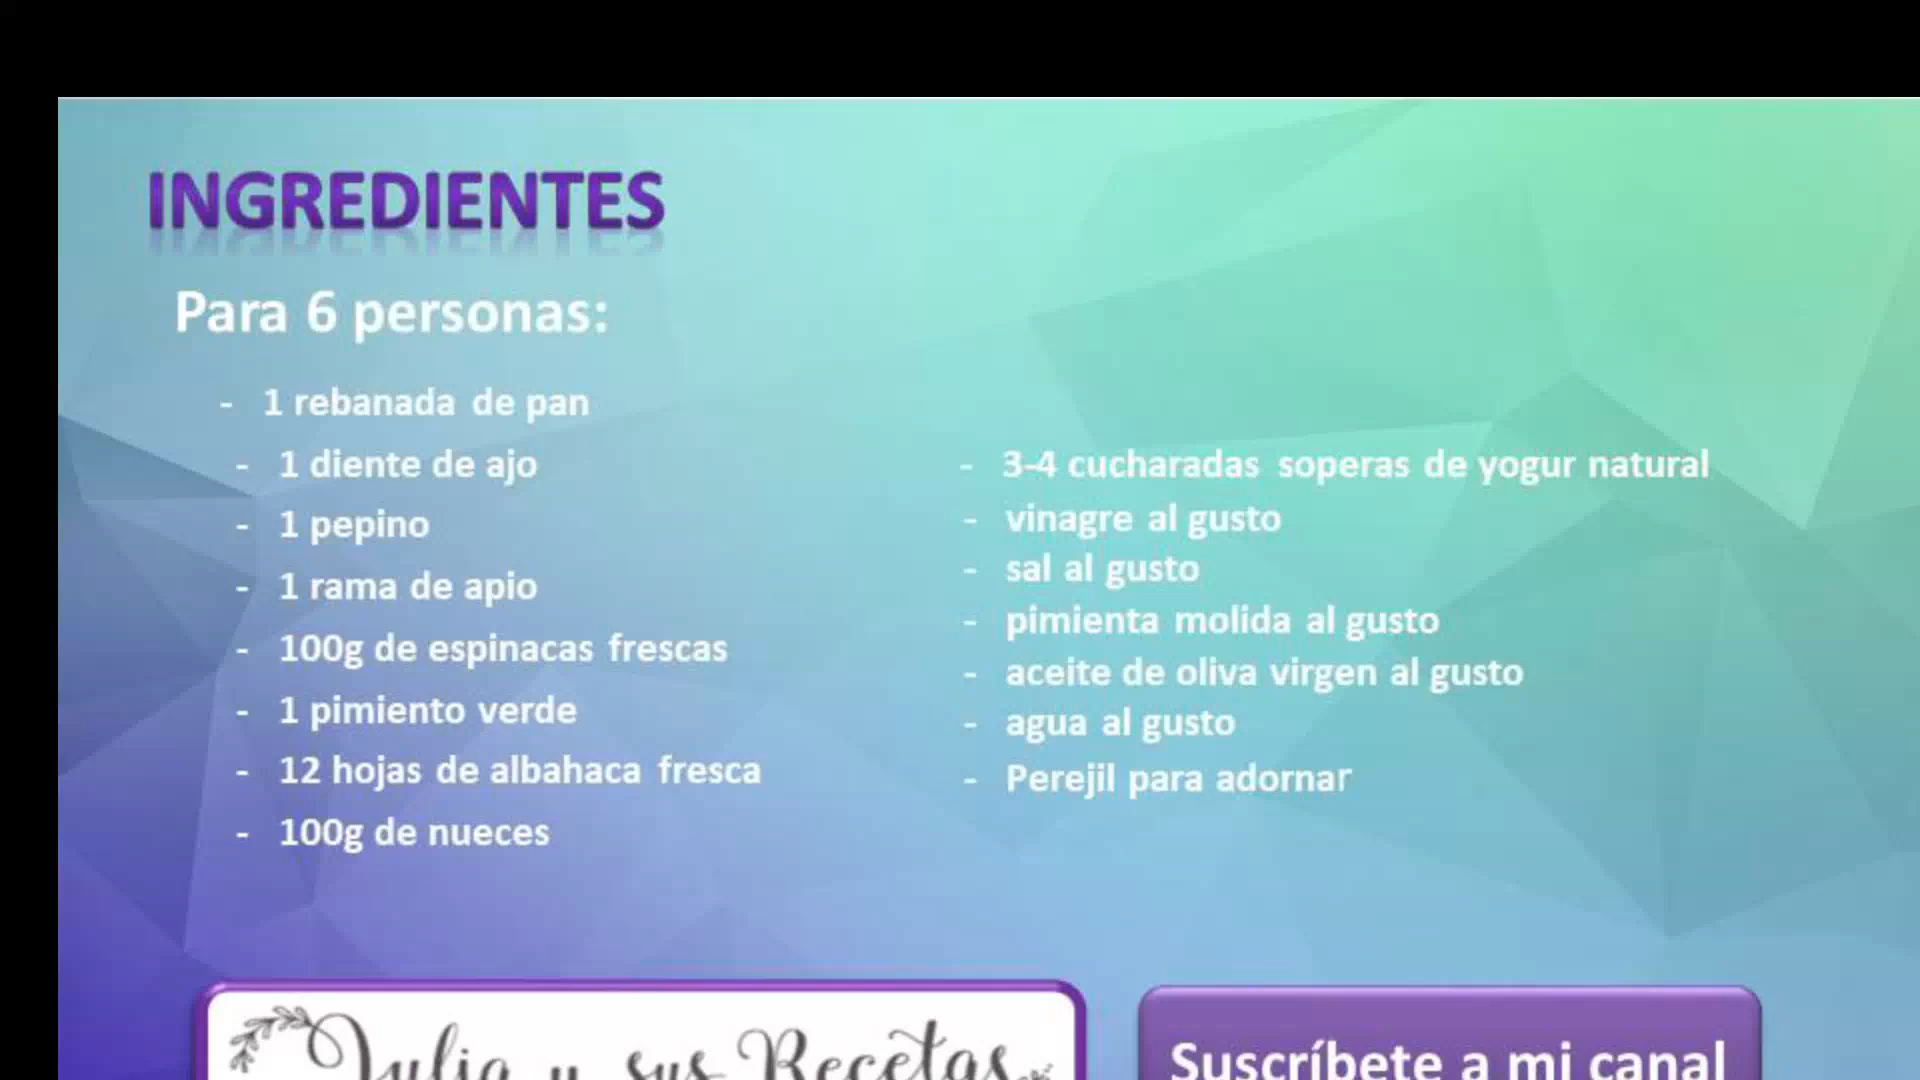 INGREDIENTES
Para 6 personas:
- 1 rebanada de pan
- 1 diente de ajo
- 1 pepino
- 1 rama de apio
- 100g de espinacas frescas
- 1 pimiento verde
- 12 hojas de albahaca fresca
- 100g de nueces
- 3-4 cucharadas soperas de yogur natural
- vinagre al gusto
- sal al gusto
- pimienta molida al gusto
- aceite de oliva virgen al gusto
- agua al gusto
- Perejil para adornar
Julia y sus Recetas
Suscríbete a mi canal